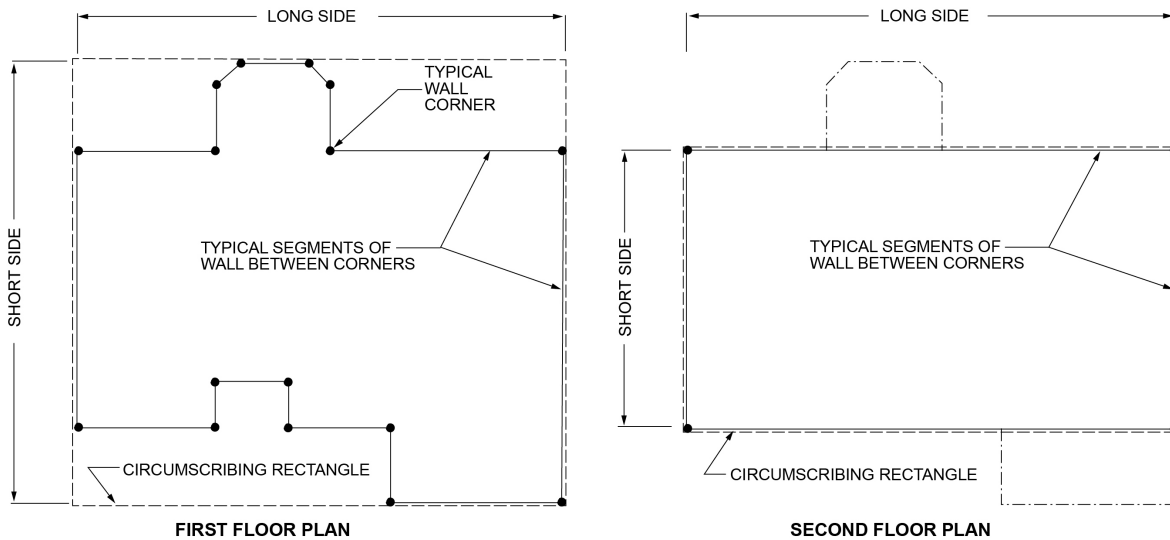 LONG SIDE
TYPICAL
WALL
CORNER
SHORT SIDE
TYPICAL SEGMENTS OF
WALL BETWEEN CORNERS
CIRCUMSCRIBING RECTANGLE
FIRST FLOOR PLAN
LONG SIDE
SHORT SIDE
TYPICAL SEGMENTS OF
WALL BETWEEN CORNERS
CIRCUMSCRIBING RECTANGLE
SECOND FLOOR PLAN